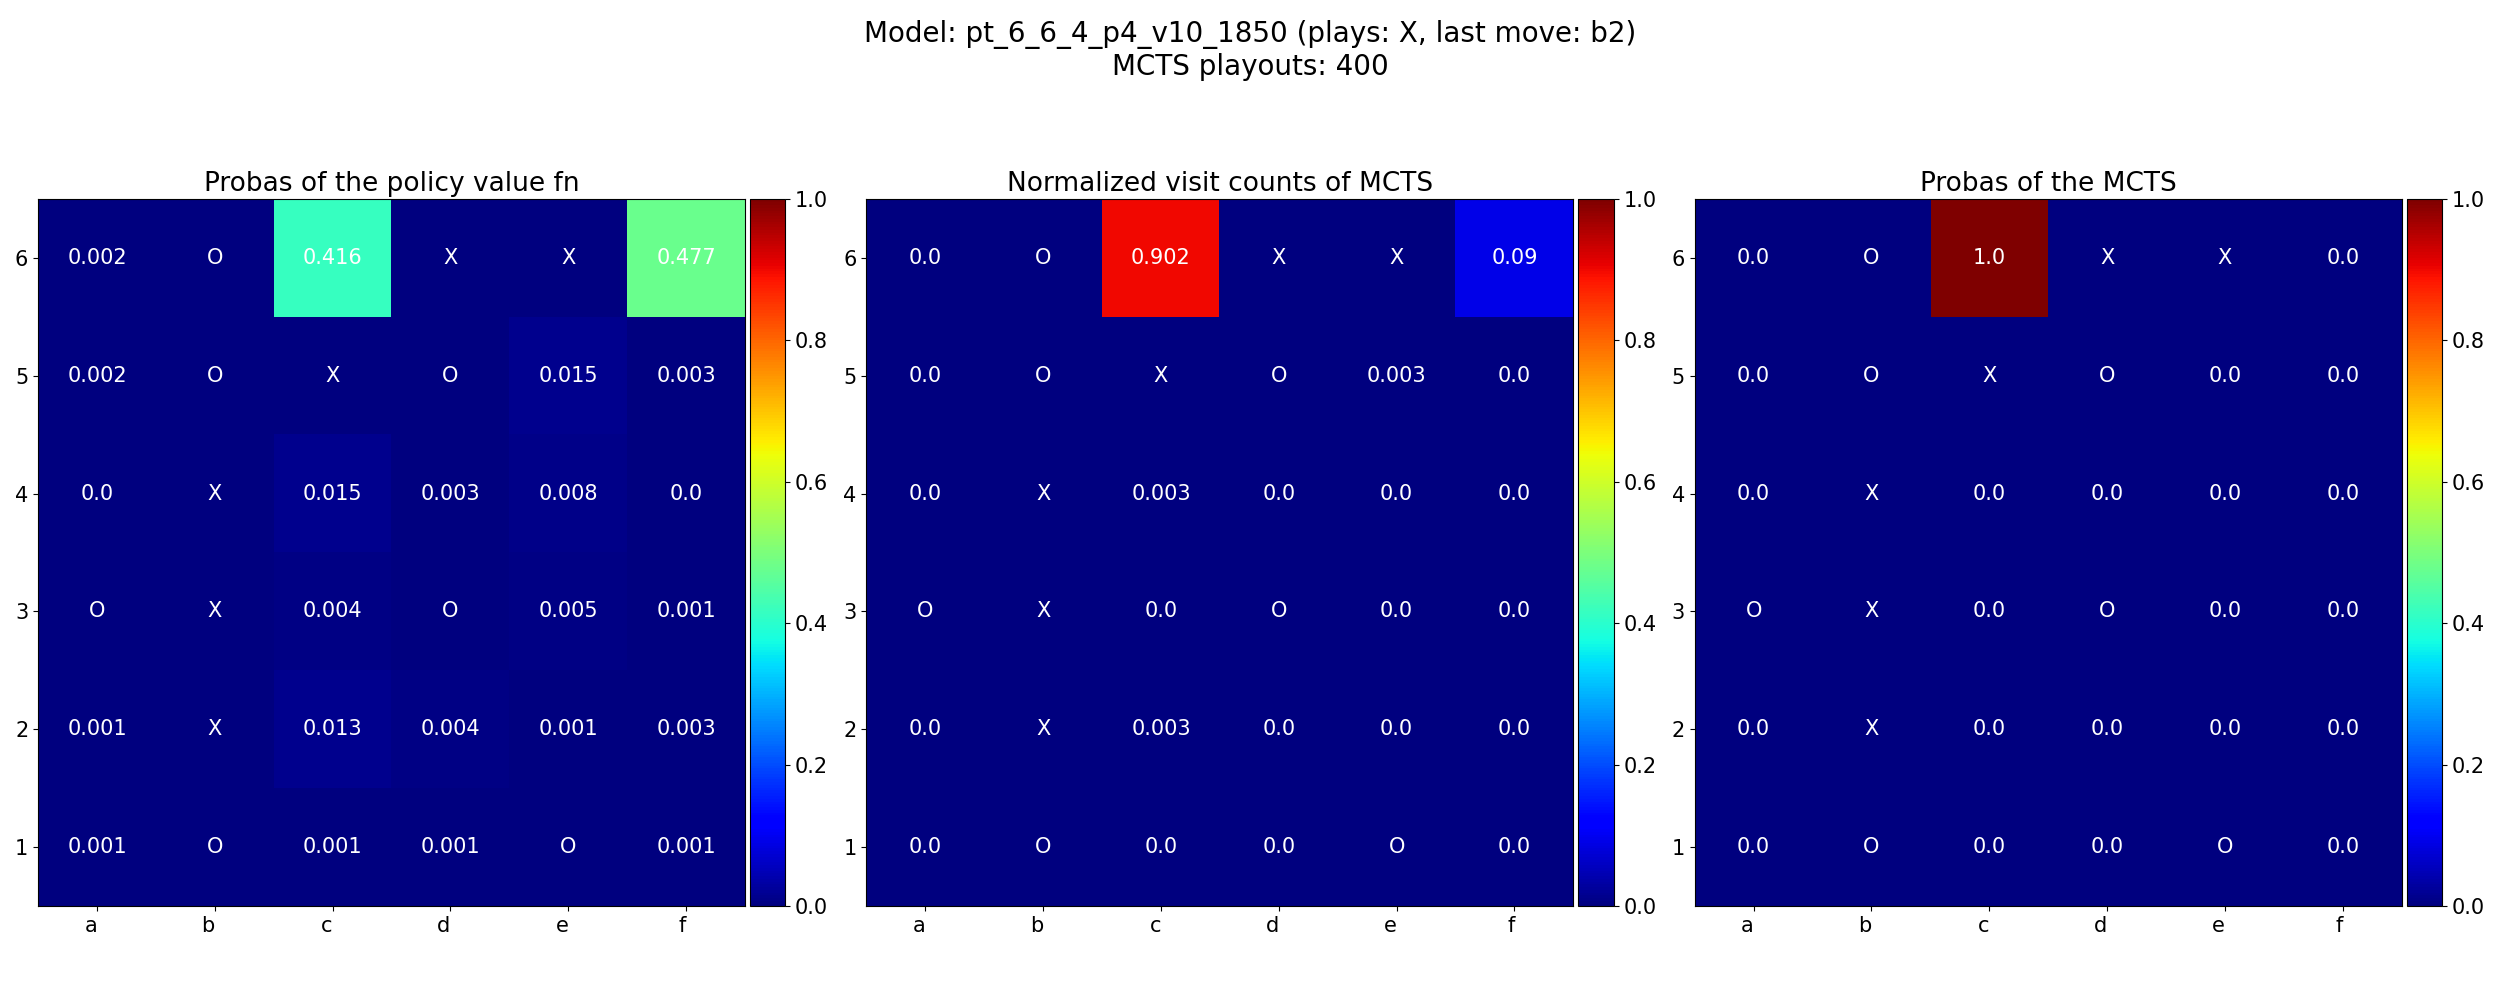 Model: pt_6_6_4_p4_v10_1850 (plays: X, last move: b2)
MCTS playouts: 400
Probas of the policy value fn
6 0.002 O 0.416 X X 0.477
5 0.002 O X O 0.015 0.003
4 0.0 X 0.015 0.003 0.008 0.0
3 O X 0.004 O 0.005 0.001
2 0.001 X 0.013 0.004 0.001 0.003
1 0.001 O 0.001 0.001 O 0.001
a b c d e f
1.0
0.8
0.6
0.4
0.2
0.0
Normalized visit counts of MCTS
6 0.0 O 0.902 X X 0.09
5 0.0 O X O 0.003 0.0
4 0.0 X 0.003 0.0 0.0 0.0
3 O X 0.0 O 0.0 0.0
2 0.0 X 0.003 0.0 0.0 0.0
1 0.0 O 0.0 0.0 O 0.0
a b c d e f
1.0
0.8
0.6
0.4
0.2
0.0
Probas of the MCTS
6 0.0 O 1.0 X X 0.0
5 0.0 O X O 0.0 0.0
4 0.0 X 0.0 0.0 0.0 0.0
3 O X 0.0 O 0.0 0.0
2 0.0 X 0.0 0.0 0.0 0.0
1 0.0 O 0.0 0.0 O 0.0
a b c d e f
1.0
0.8
0.6
0.4
0.2
0.0